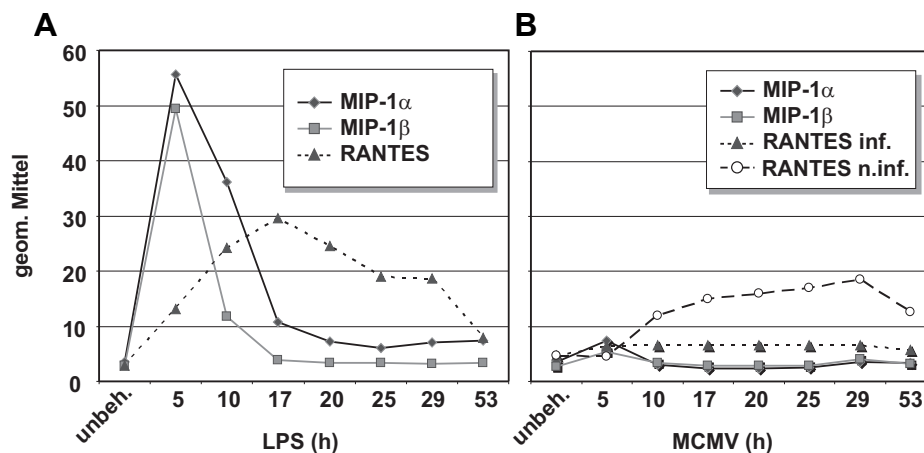 A
B
60
50
40
30
20
10
0
geom. Mittel
MIP-1α
MIP-1β
RANTES
MIP-1α
MIP-1β
RANTES inf.
RANTES n.inf.
unbeh. 5 10 17 20 25 29 53
LPS (h)
unbeh. 5 10 17 20 25 29 53
MCMV (h)